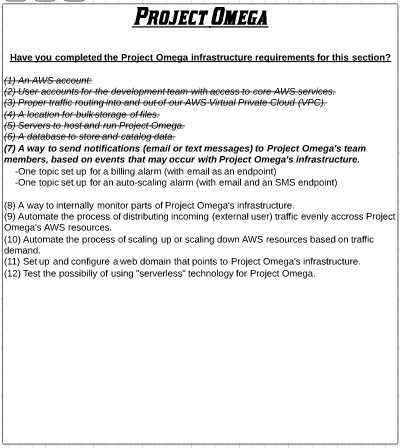 PROJECT OMEGA
Have you completed the Project Omega infrastructure requirements for this section?
(1) An AWS account:
(2) User accounts for the development team with access to core AWS services.
(3) Proper traffic routing into and out of our AWS Virtual Private Cloud (VPC).
(4) A location for bulk storage of files.
(5) Servers to host and run Project Omega.
(6) A database to store and catalog data.
(7) A way to send notifications (email or text messages) to Project Omega's team
members, based on events that may occur with Project Omega's infrastructure.
-One topic set up for a billing alarm (with email as an endpoint)
-One topic set up for an auto-scaling alarm (with email and an SMS endpoint)
(8) A way to internally monitor parts of Project Omega's infrastructure.
(9) Automate the process of distributing incoming (external user) traffic evenly accross Project
Omega's AWS resources.
(10) Automate the process of scaling up or scaling down AWS resources based on traffic
demand.
(11) Set up and configure a web domain that points to Project Omega's infrastructure.
(12) Test the possibiliy of using "serverless" technology for Project Omega.